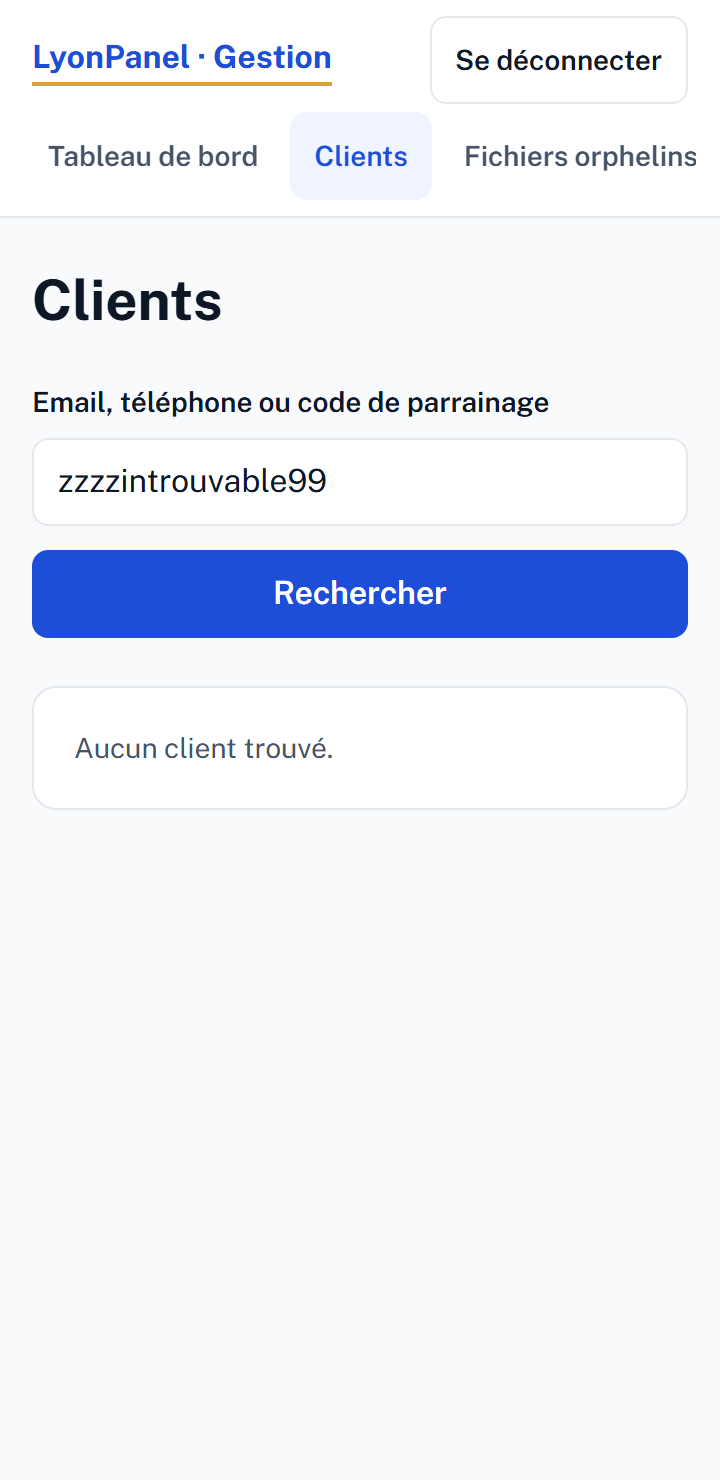 LyonPanel · Gestion
Se déconnecter
Tableau de bord
Clients
Fichiers orphelins
Clients
Email, téléphone ou code de parrainage
zzzzintrouvable99
Rechercher
Aucun client trouvé.